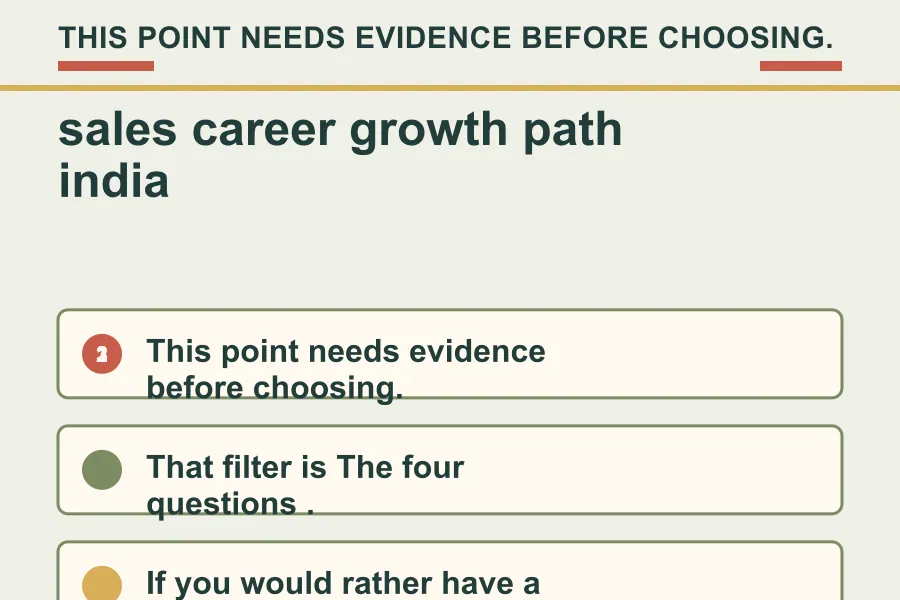 THIS POINT NEEDS EVIDENCE BEFORE CHOOSING.
sales career growth path
india
This point needs evidence
before choosing.
That filter is The four
questions .
If you would rather have a